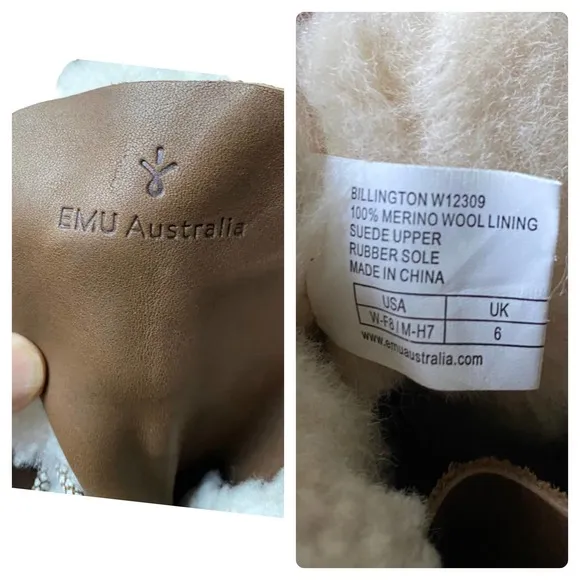 EMU Australia
BILLINGTON W12309
100% MERINO WOOL LINING
SUEDE UPPER
RUBBER SOLE
MADE IN CHINA
USA UK
W-F8 / M-H7 6
www.emuaustralia.com